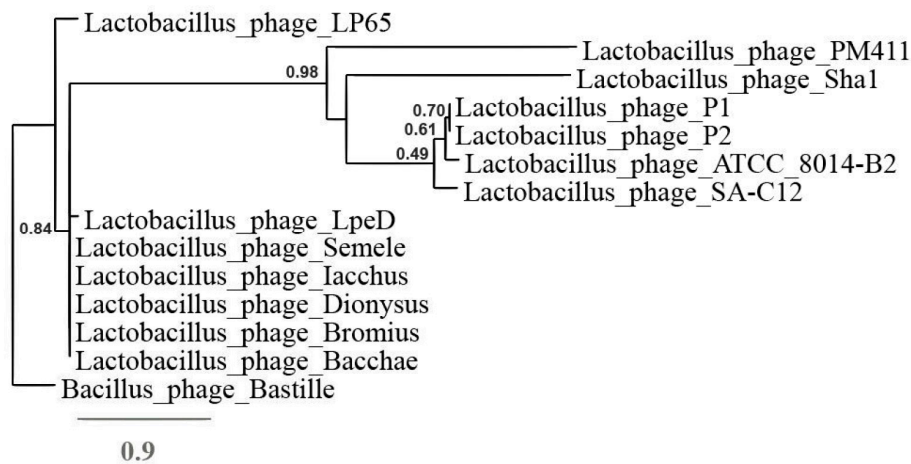 Lactobacillus_phage_LP65
Lactobacillus_phage_PM411
0.98
Lactobacillus_phage_Sha1
0.70
Lactobacillus_phage_P1
0.61
Lactobacillus_phage_P2
0.49
Lactobacillus_phage_ATCC_8014-B2
Lactobacillus_phage_SA-C12
0.84
Lactobacillus_phage_LpeD
Lactobacillus_phage_Semele
Lactobacillus_phage_Iacchus
Lactobacillus_phage_Dionysus
Lactobacillus_phage_Bromius
Lactobacillus_phage_Bacchae
Bacillus_phage_Bastille
0.9